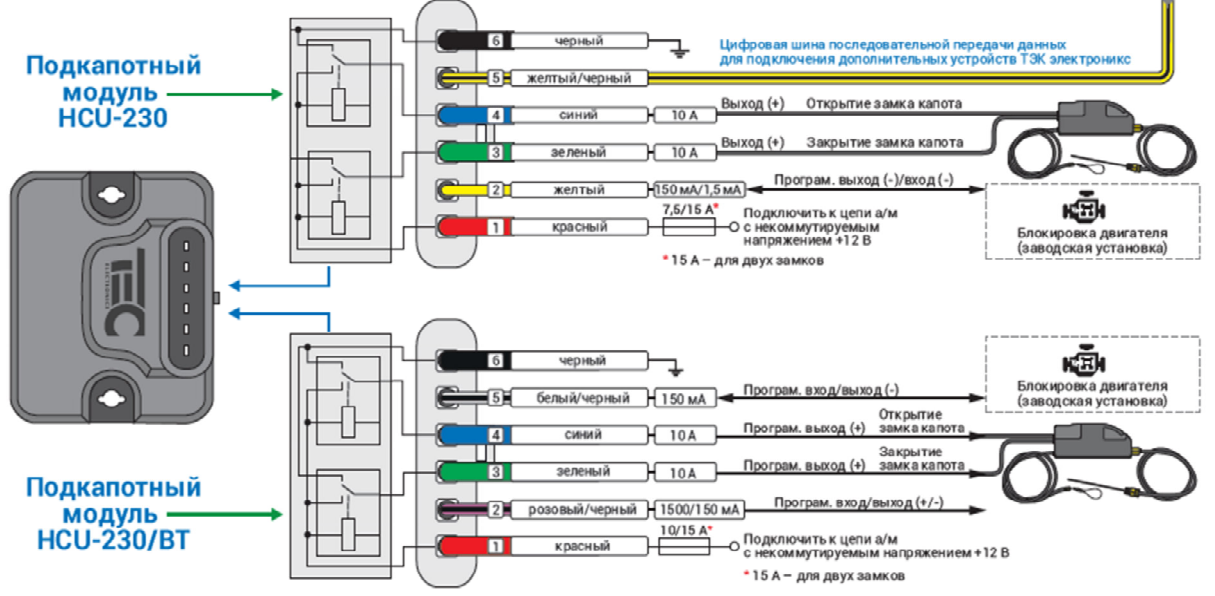 Подкапотный
модуль
HCU-230
6 черный
Цифровая шина последовательной передачи данных
для подключения дополнительных устройств ТЭК электроникс
5 желтый/черный
4 синий 10 А Выход (+) Открытие замка капота
3 зеленый 10 А Выход (+) Закрытие замка капота
2 желтый 150 мА/1,5 мА Програм. выход (-)/вход (-)
1 красный 7,5/15 А* Подключить к цепи а/м
с некоммутируемым
напряжением +12 В
* 15 А – для двух замков
Блокировка двигателя
(заводская установка)
TEC
ELECTRONICS
6 черный
5 белый/черный 150 мА Програм. вход/выход (-)
Блокировка двигателя
(заводская установка)
4 синий 10 А Програм. выход (+) Открытие
замка капота
3 зеленый 10 А Програм. выход (+) Закрытие
замка капота
2 розовый/черный 1500/150 мА Програм. вход/выход (+/-)
1 красный 10/15 А* Подключить к цепи а/м
с некоммутируемым напряжением +12 В
* 15 А – для двух замков
Подкапотный
модуль
HCU-230/BT